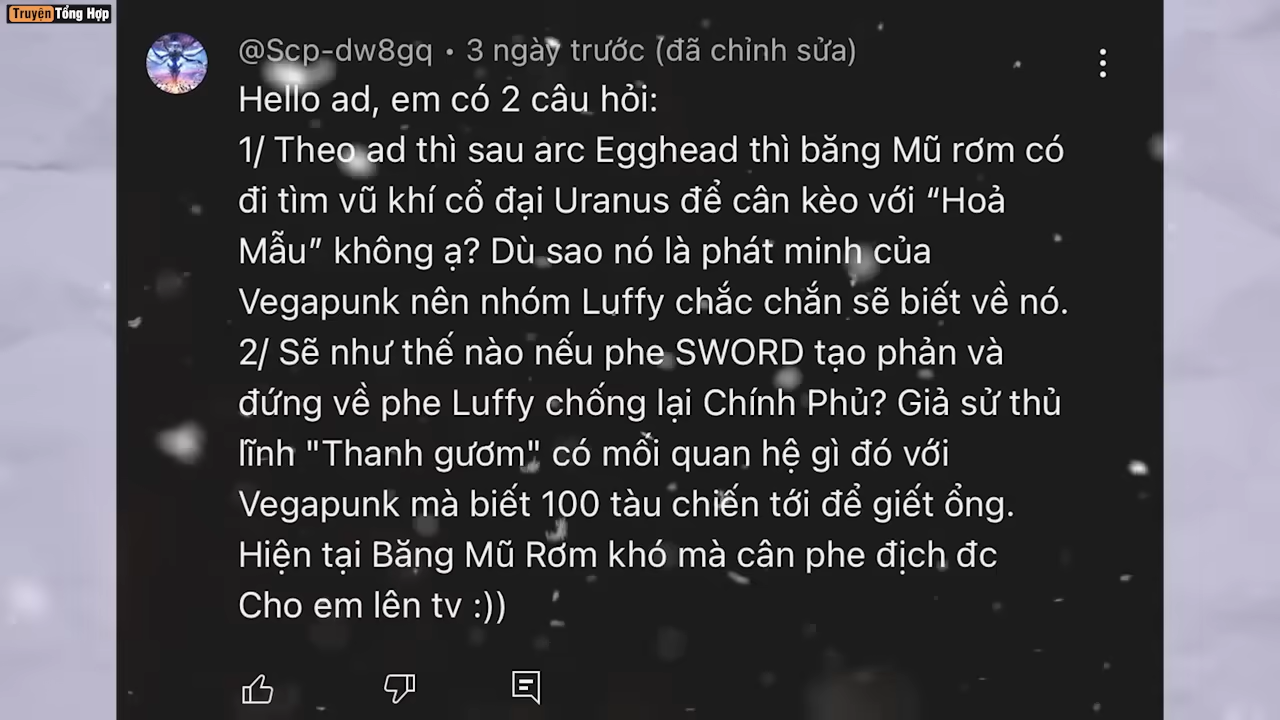 Truyện Tổng Hợp
@Scp-dw8gq • 3 ngày trước (đã chỉnh sửa)
Hello ad, em có 2 câu hỏi:
1/ Theo ad thì sau arc Egghead thì băng Mũ rơm có
đi tìm vũ khí cổ đại Uranus để cân kèo với “Hoả
Mẫu” không ạ? Dù sao nó là phát minh của
Vegapunk nên nhóm Luffy chắc chắn sẽ biết về nó.
2/ Sẽ như thế nào nếu phe SWORD tạo phản và
đứng về phe Luffy chống lại Chính Phủ? Giả sử thủ
lĩnh "Thanh gươm" có mối quan hệ gì đó với
Vegapunk mà biết 100 tàu chiến tới để giết ổng.
Hiện tại Băng Mũ Rơm khó mà cân phe địch đc
Cho em lên tv :))